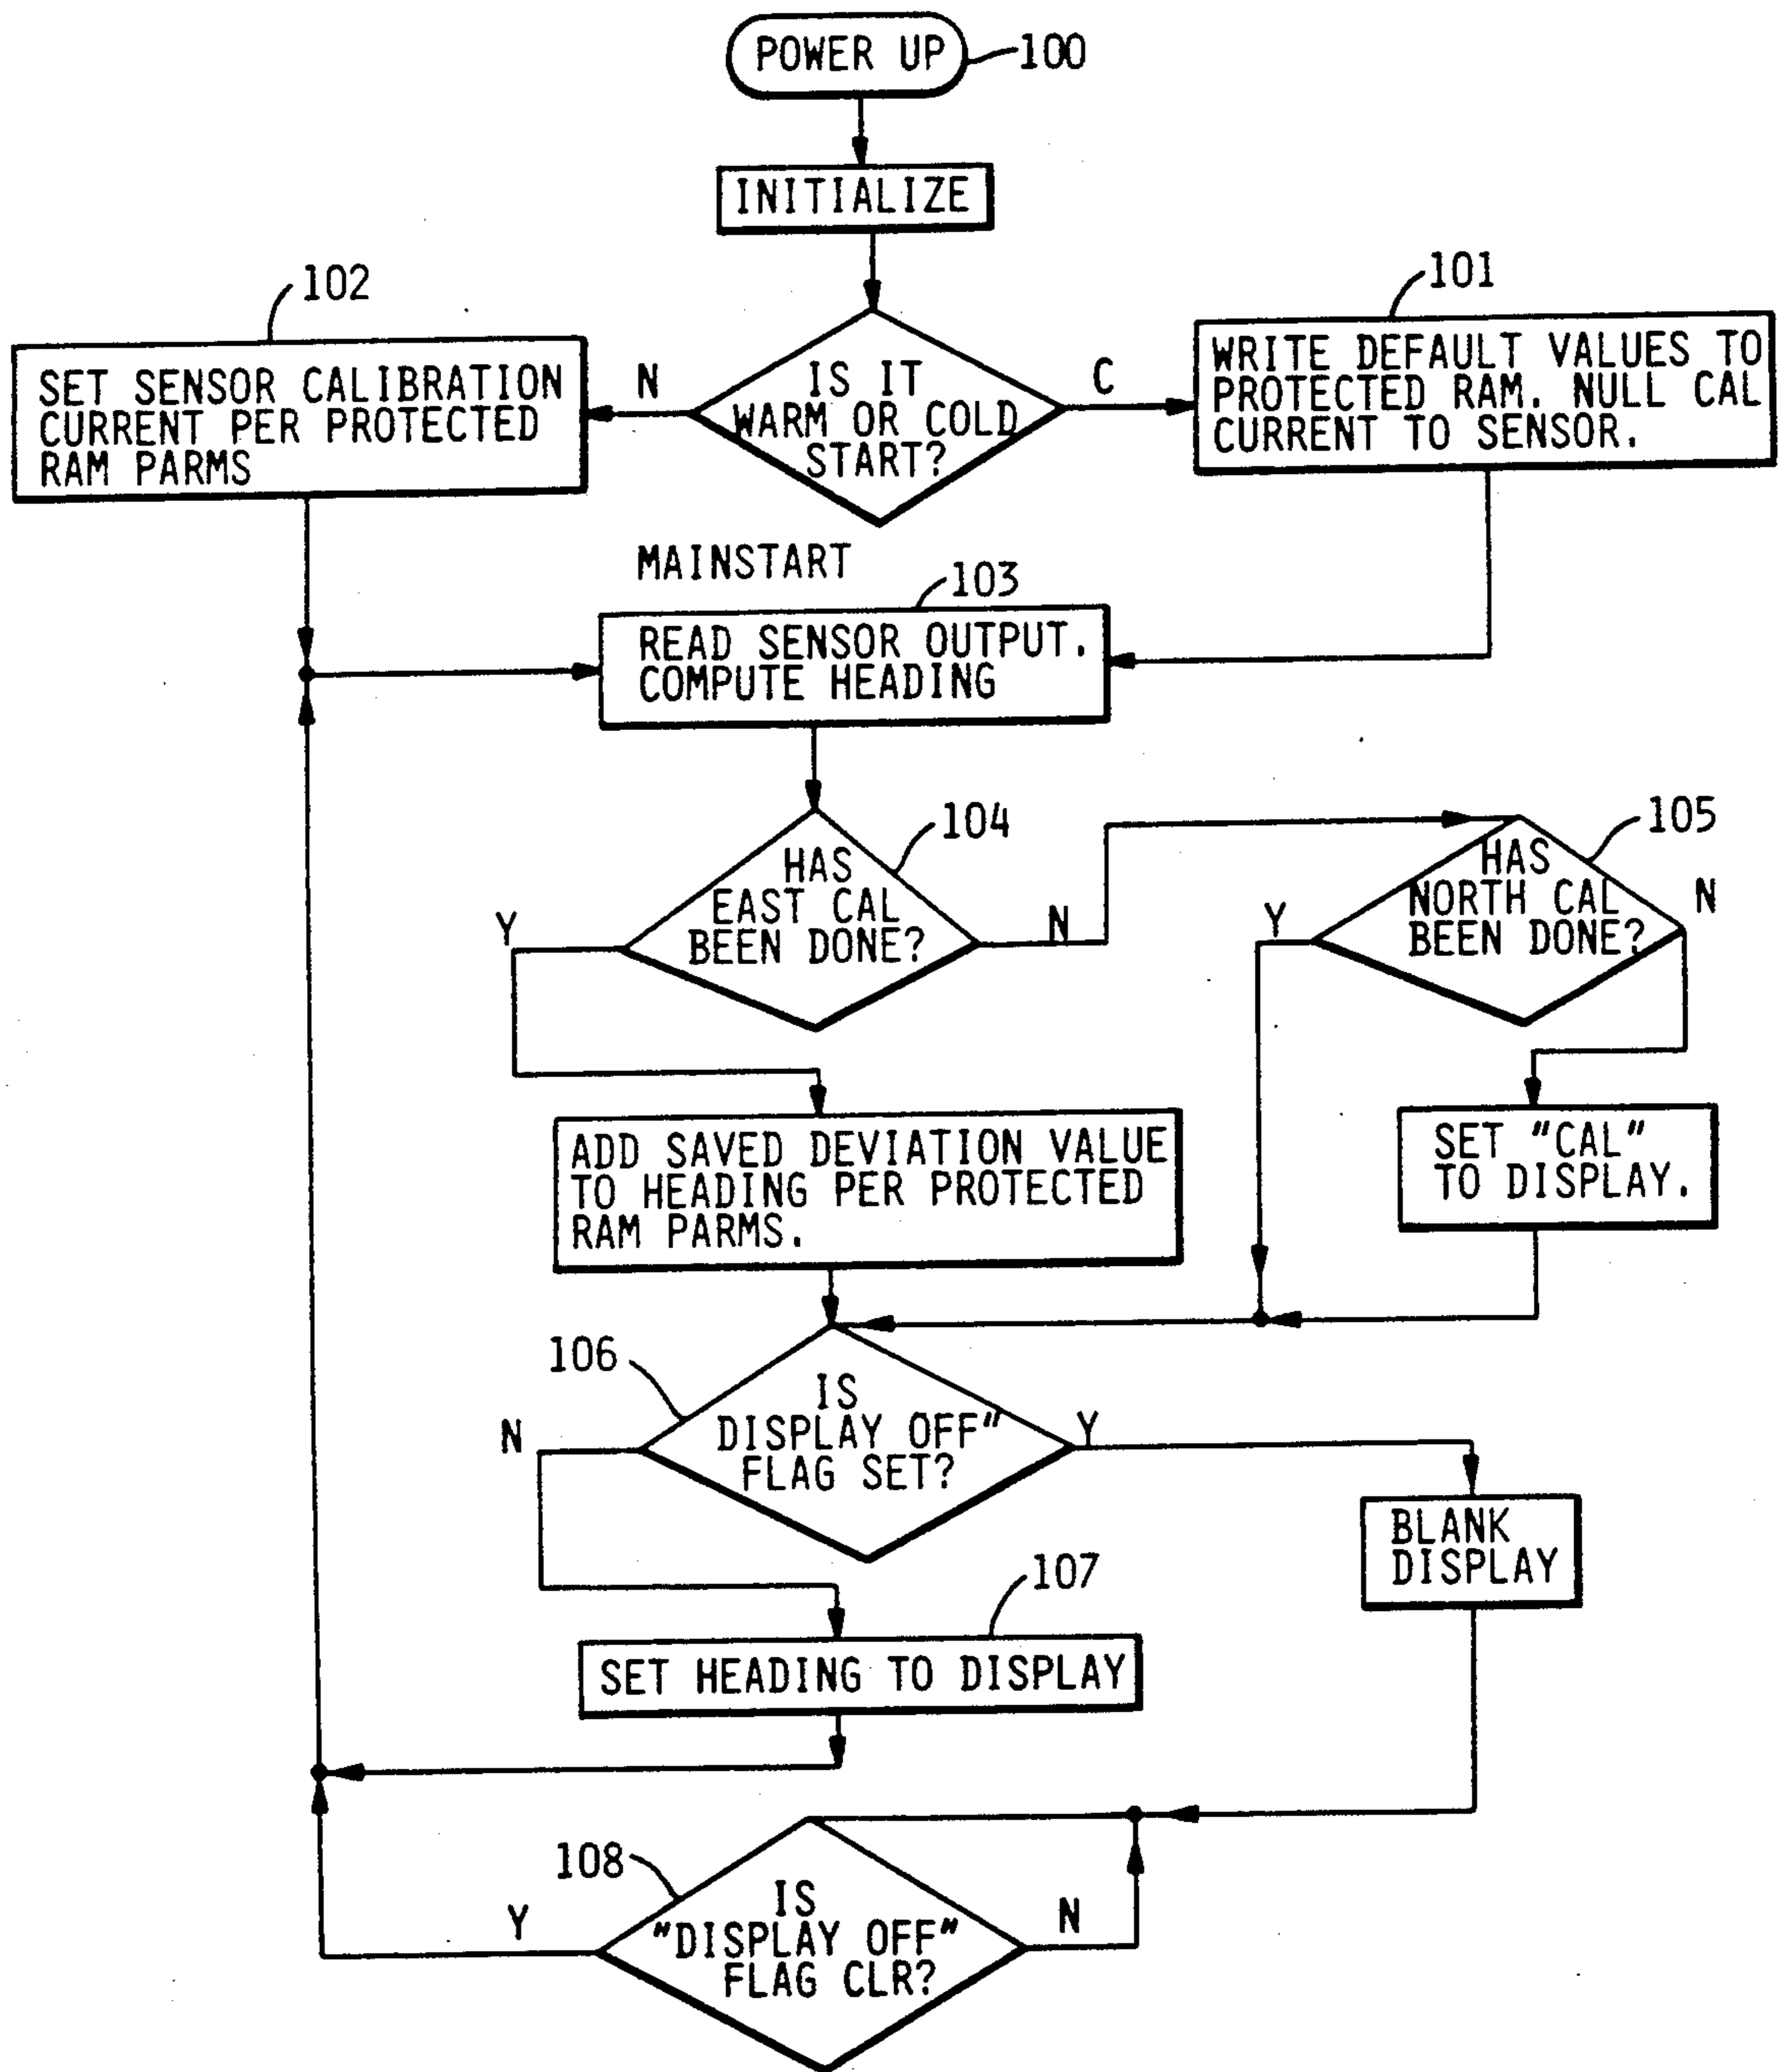 POWER UP
100
INITIALIZE
102
101
SET SENSOR CALIBRATION
CURRENT PER PROTECTED
RAM PARMS
N
IS IT
WARM OR COLD
START?
C
WRITE DEFAULT VALUES TO
PROTECTED RAM. NULL CAL
CURRENT TO SENSOR.
MAINSTART
103
READ SENSOR OUTPUT.
COMPUTE HEADING
104
HAS
EAST CAL
BEEN DONE?
Y
N
105
HAS
NORTH CAL
BEEN DONE?
Y
N
ADD SAVED DEVIATION VALUE
TO HEADING PER PROTECTED
RAM PARMS.
SET "CAL"
TO DISPLAY.
106
IS
DISPLAY OFF"
FLAG SET?
N
Y
BLANK
DISPLAY
107
SET HEADING TO DISPLAY
108
IS
"DISPLAY OFF"
FLAG CLR?
Y
N